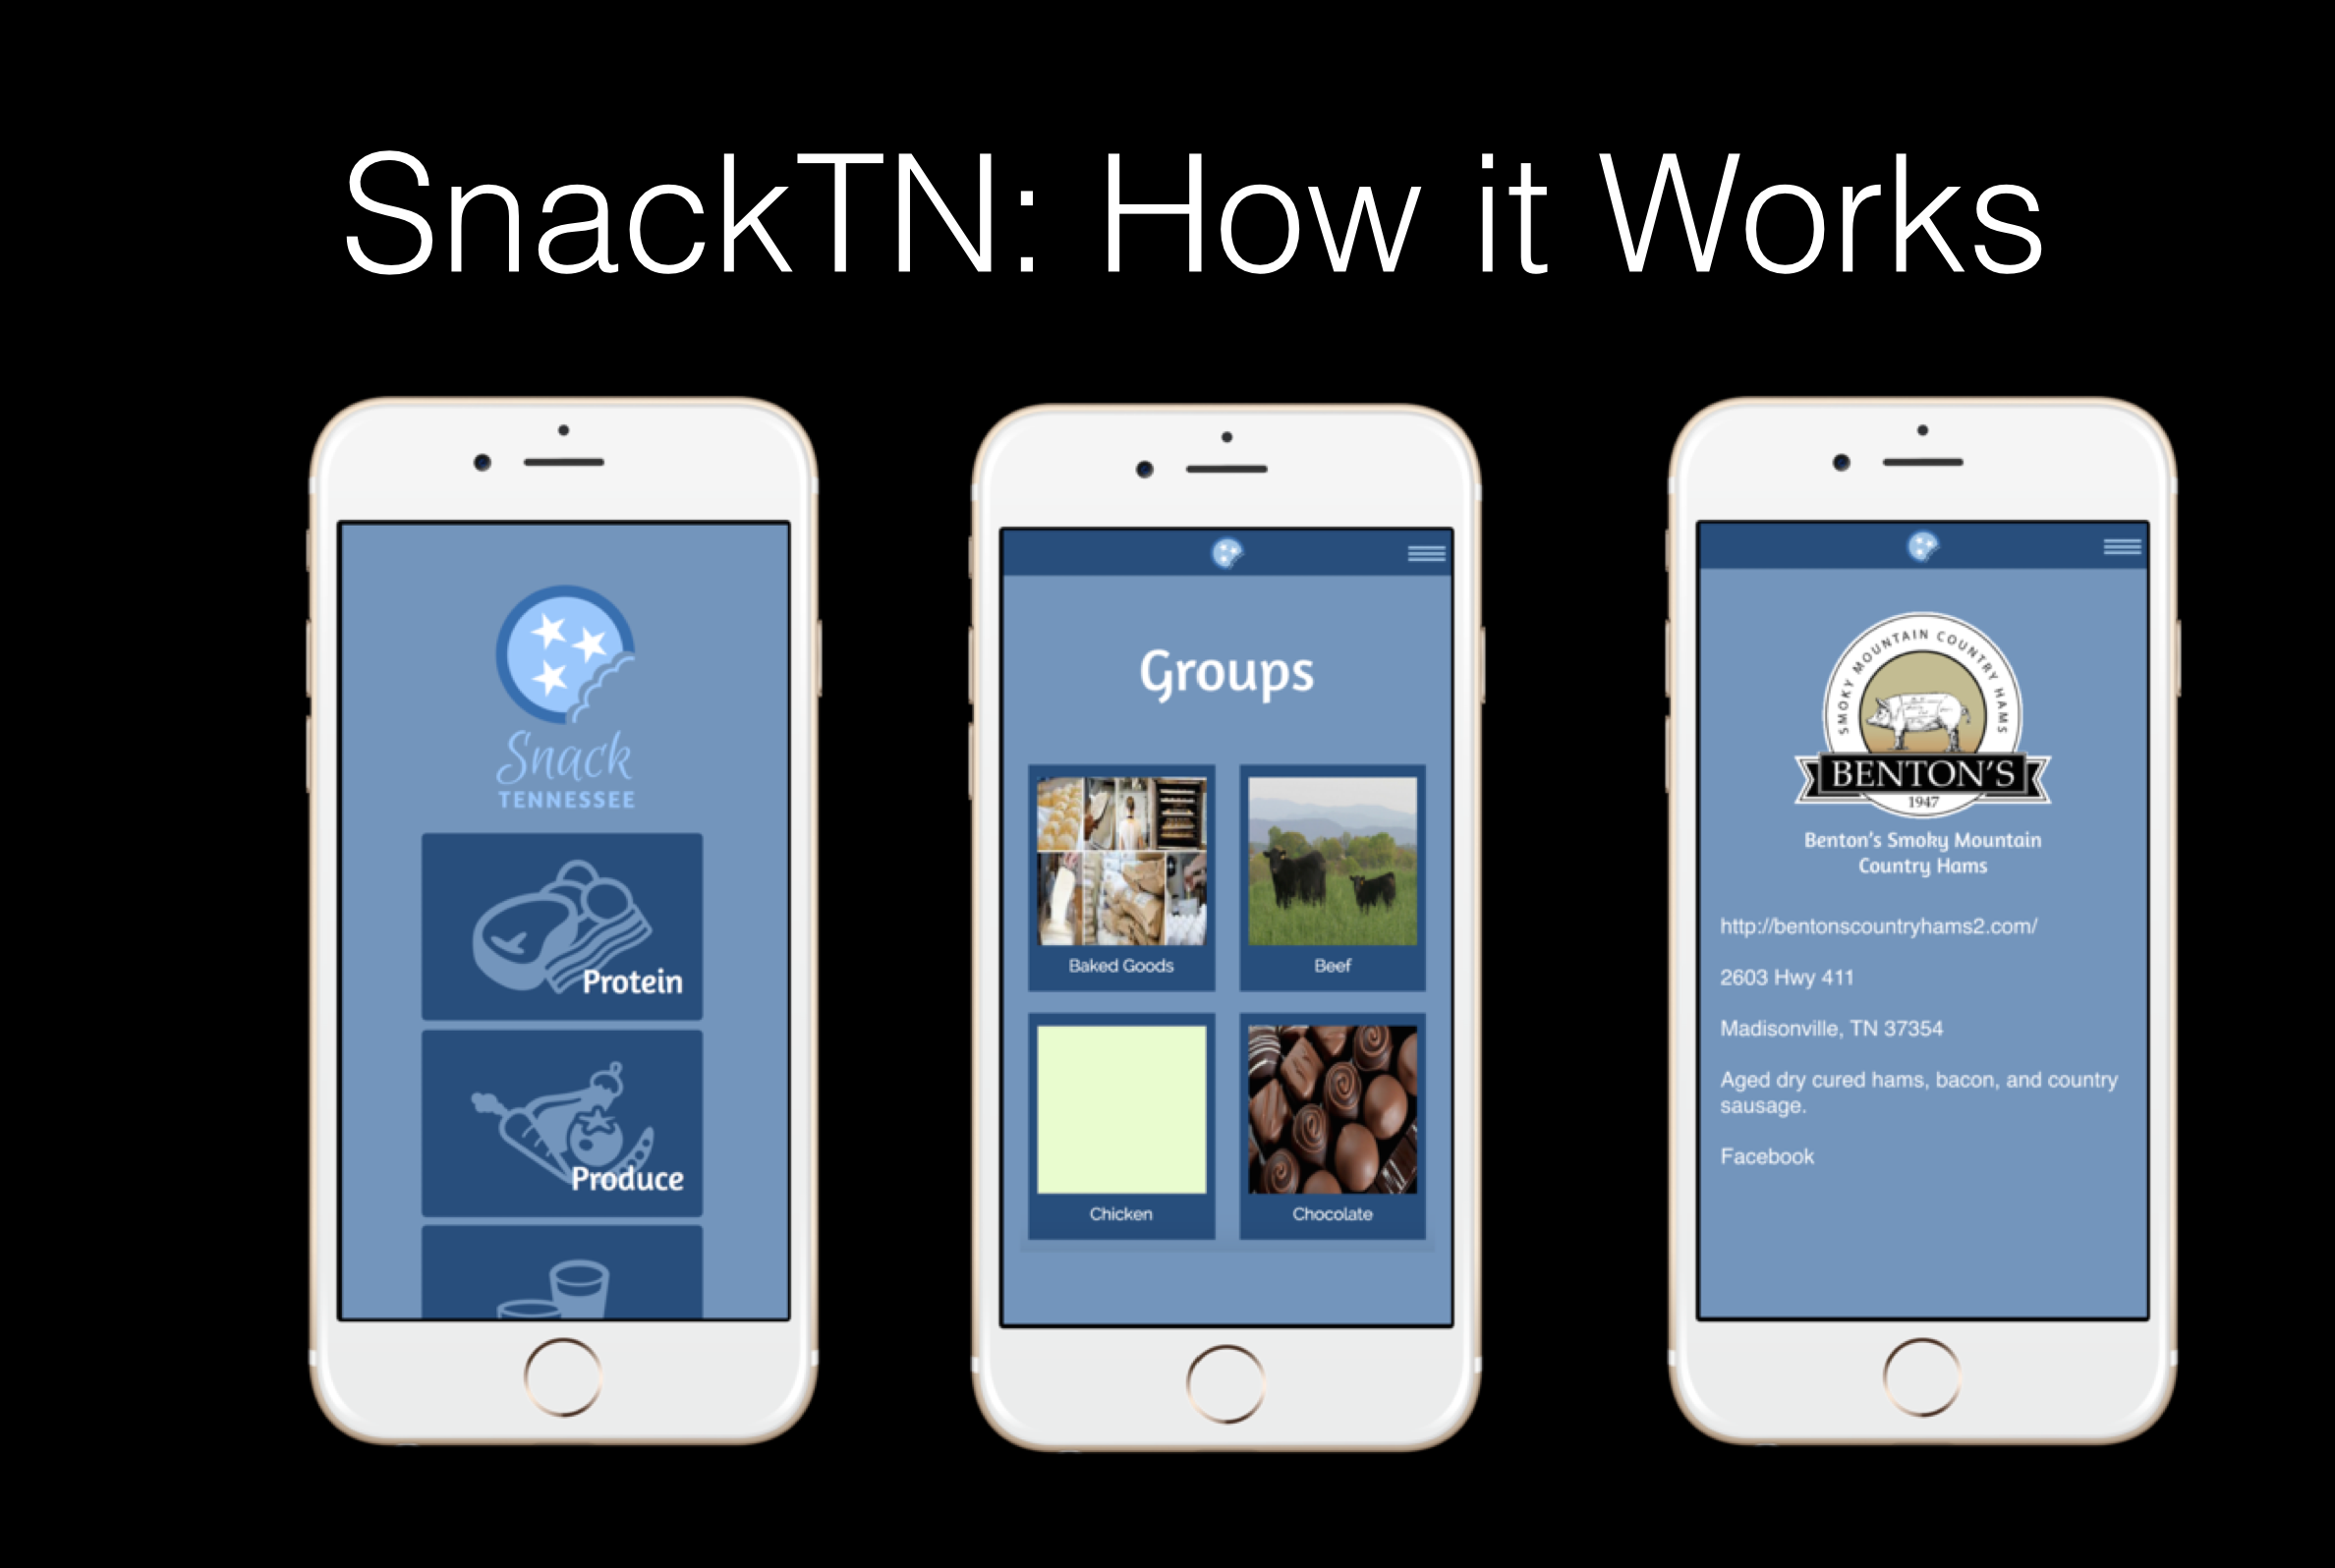 SnackTN: How it Works
Snack
TENNESSEE
Protein
Produce
Groups
Baked Goods
Beef
Chicken
Chocolate
SMOKY MOUNTAIN COUNTRY HAMS
BENTON'S
1947
Benton's Smoky Mountain
Country Hams
http://bentonscountryhams2.com/
2603 Hwy 411
Madisonville, TN 37354
Aged dry cured hams, bacon, and country
sausage.
Facebook